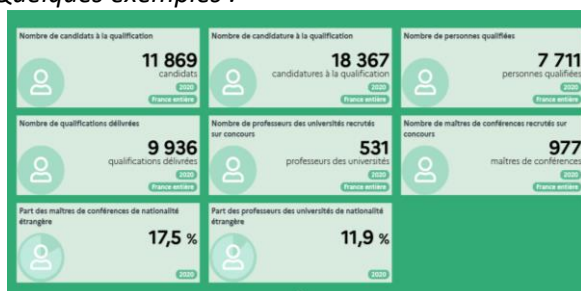 Quelques exemples :
Nombre de candidats à la qualification
11 869
candidats
2020
France entière
Nombre de candidature à la qualification
18 367
candidatures à la qualification
2020
France entière
Nombre de personnes qualifiées
7 711
personnes qualifiées
2020
France entière
Nombre de qualifications délivrées
9 936
qualifications délivrées
2020
France entière
Nombre de professeurs des universités recrutés
sur concours
531
professeurs des universités
2020
France entière
Nombre de maîtres de conférences recrutés sur
concours
977
maîtres de conférences
2020
France entière
Part des maîtres de conférences de nationalité
étrangère
17,5 %
2020
Part des professeurs des universités de nationalité
étrangère
11,9 %
2020